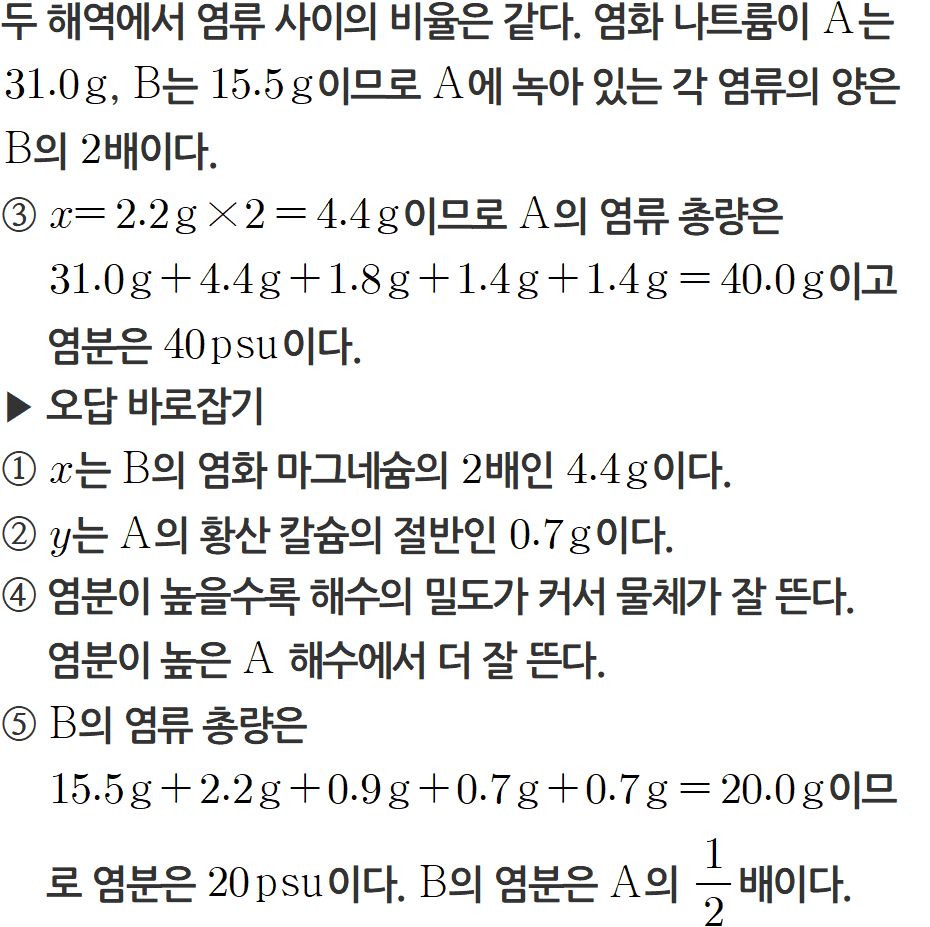 두 해역에서 염류 사이의 비율은 같다. 염화 나트륨이 A는
31.0 g, B는 15.5 g이므로 A에 녹아 있는 각 염류의 양은
B의 2배이다.
③ x= 2.2 g × 2 = 4.4 g이므로 A의 염류 총량은
31.0 g + 4.4 g + 1.8 g + 1.4 g + 1.4 g = 40.0 g이고
염분은 40 psu이다.
▶ 오답 바로잡기
① x는 B의 염화 마그네슘의 2배인 4.4 g이다.
② y는 A의 황산 칼슘의 절반인 0.7 g이다.
④ 염분이 높을수록 해수의 밀도가 커서 물체가 잘 뜬다.
염분이 높은 A 해수에서 더 잘 뜬다.
⑤ B의 염류 총량은
15.5 g + 2.2 g + 0.9 g + 0.7 g + 0.7 g = 20.0 g이므
로 염분은 20 psu이다. B의 염분은 A의 1/2 배이다.